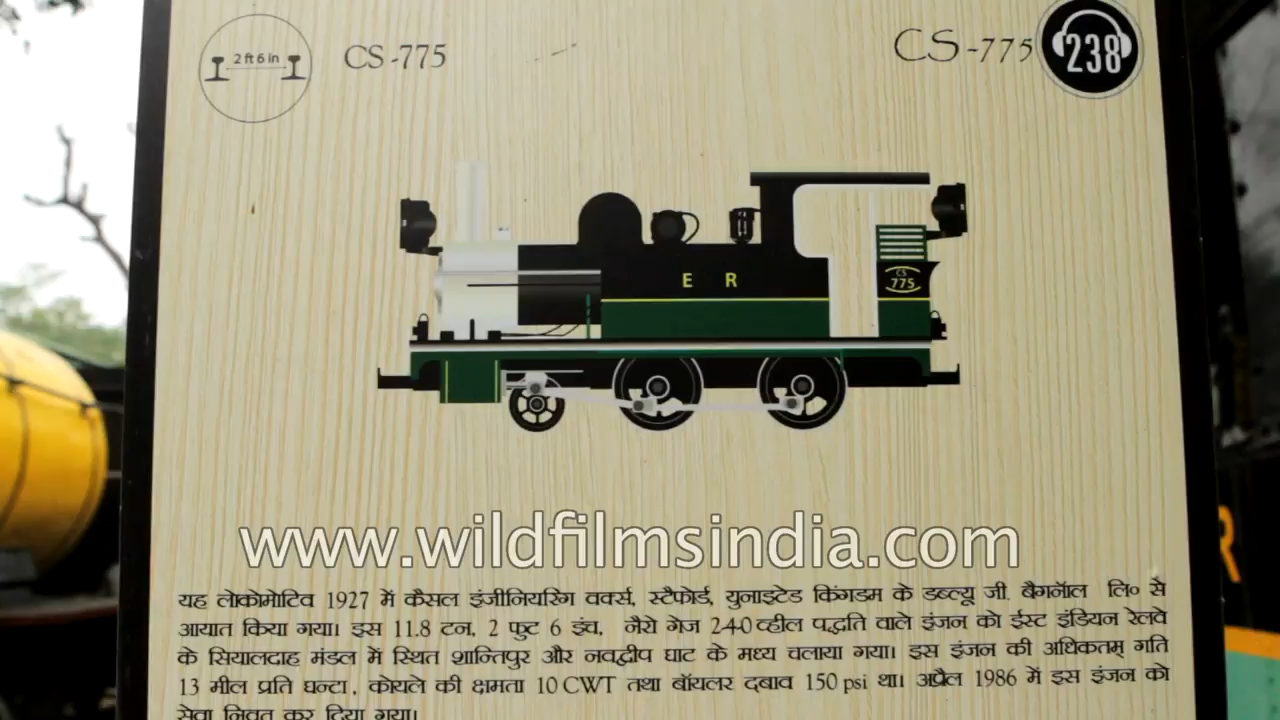 2 ft 6 in
CS-775
CS-775
238
E R
CS
775
www.wildfilmsindia.com
यह लोकोमोटिव 1927 में कैसल इंजीनियरिंग वर्क्स, स्टैफोर्ड, युनाइटेड किंगडम के डब्ल्यू जी. बैगनॉल लि० से
आयात किया गया। इस 11.8 टन, 2 फुट 6 इंच, नैरो गेज 2-4-0 व्हील पद्धति वाले इंजन को ईस्ट इंडियन रेलवे
के सियालदाह मंडल में स्थित शान्तिपुर और नवद्वीप घाट के मध्य चलाया गया। इस इंजन की अधिकतम् गति
13 मील प्रति घन्टा, कोयले की क्षमता 10 CWT तथा बॉयलर दबाव 150 psi था। अप्रैल 1986 में इस इंजन को
सेवा निवृत कर दिया गया।
R